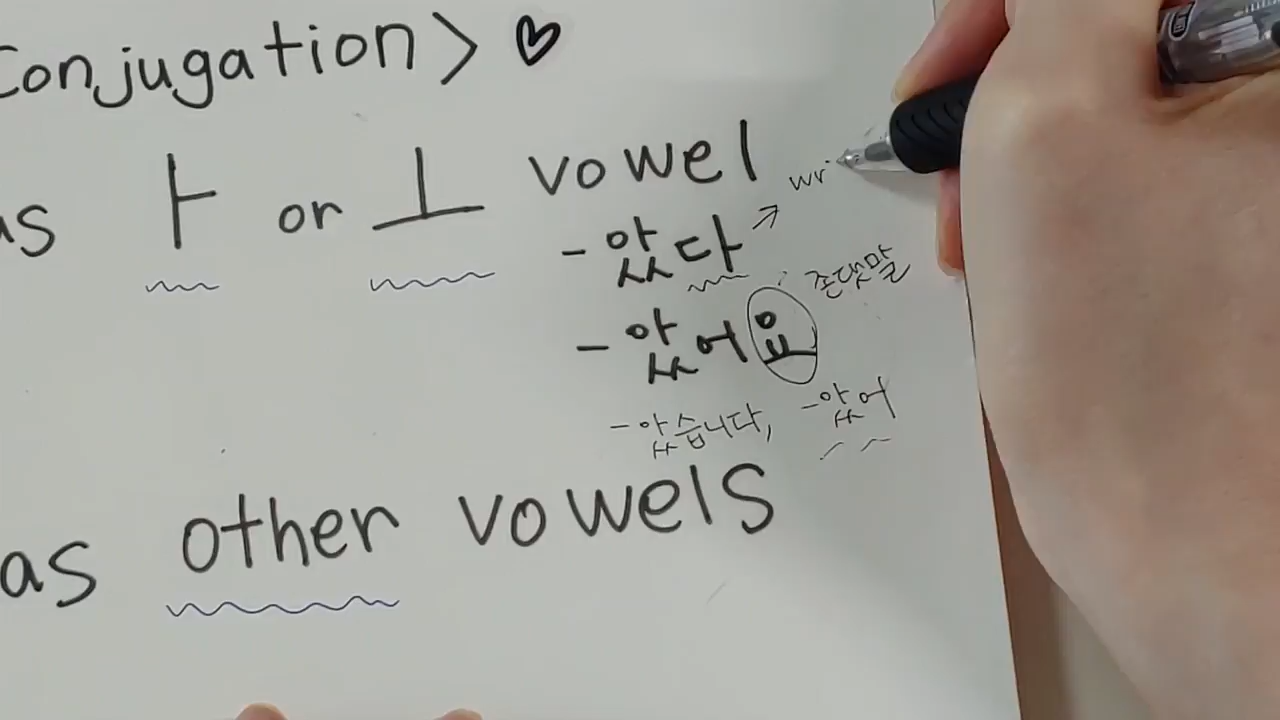 Conjugation> ♡
as ㅏ or ㅗ vowel
wri
-았다 ↗
존댓말
-았어요
-았습니다, -았어
as other vowels